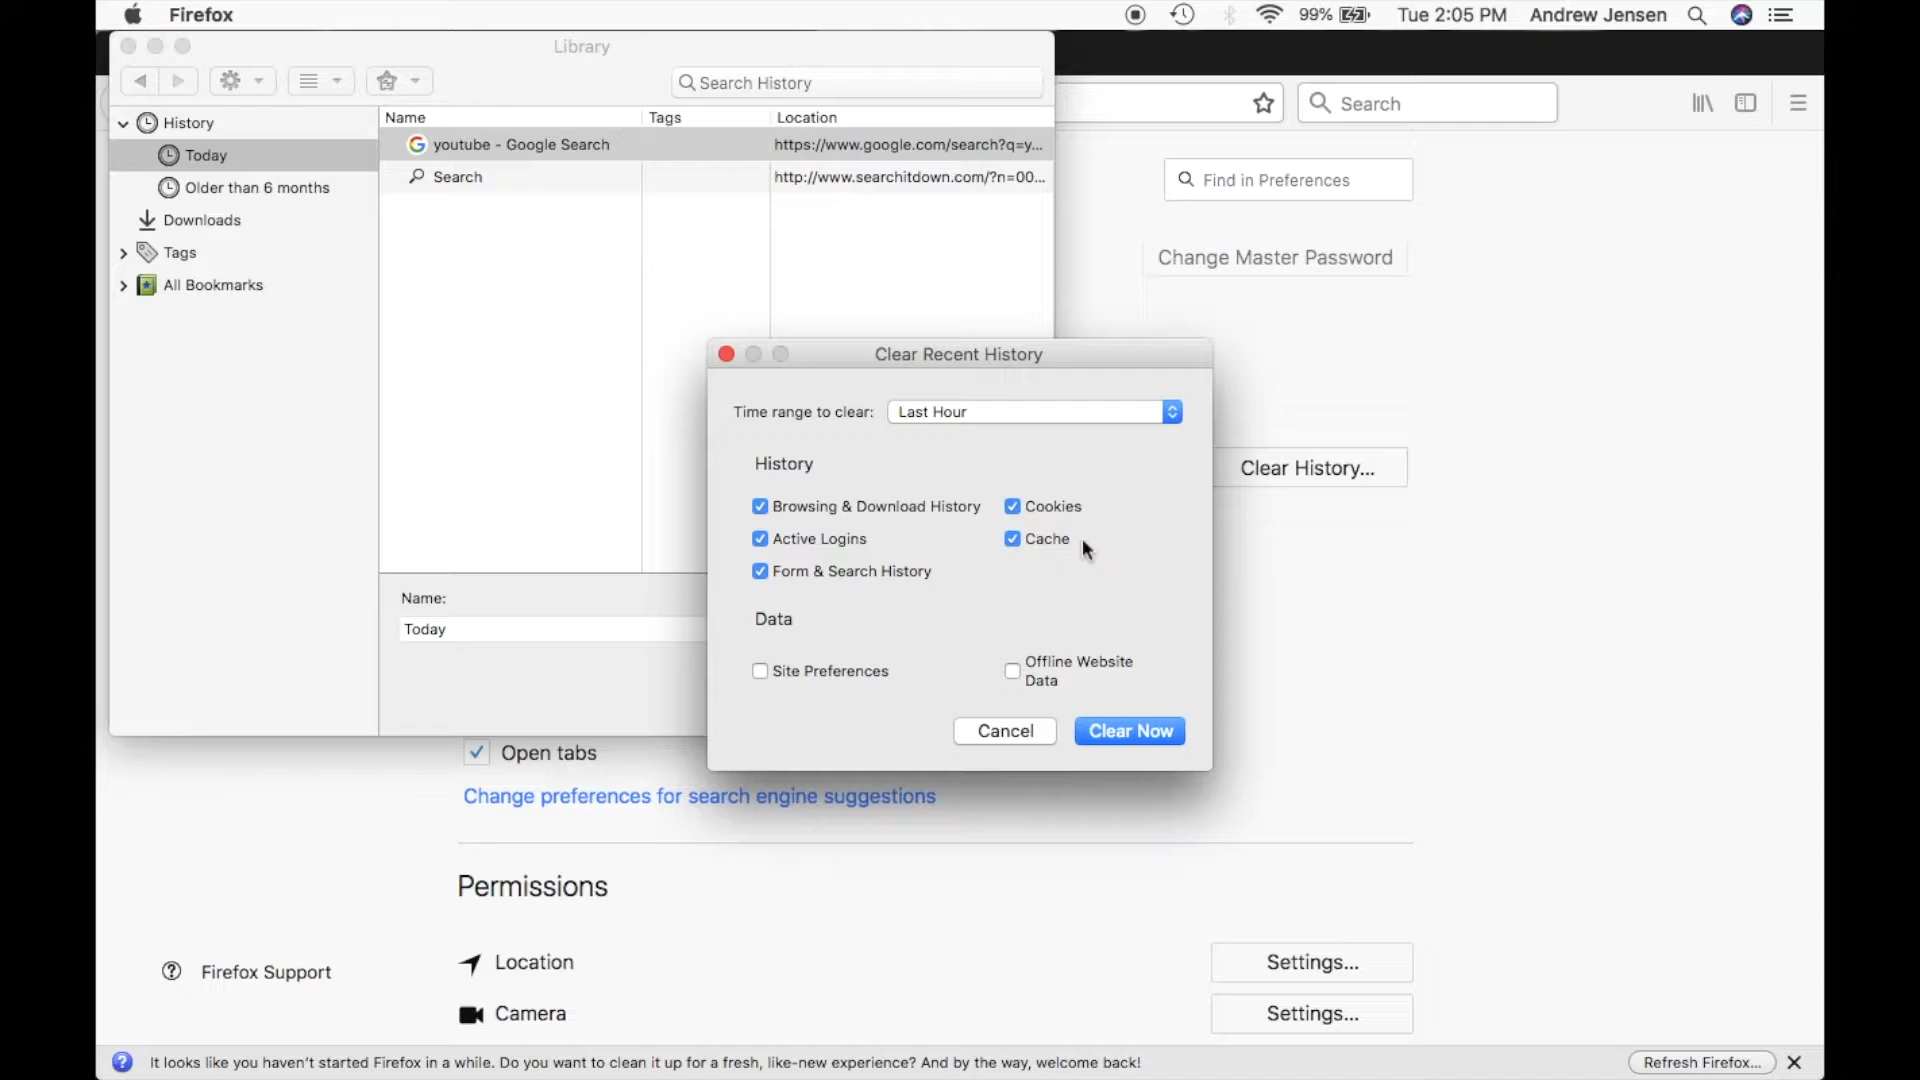 Firefox
99%
Tue 2:05 PM
Andrew Jensen
Library
Search History
Search
History
Today
Older than 6 months
Downloads
Tags
All Bookmarks
Name Tags Location
youtube - Google Search https://www.google.com/search?q=y...
Search http://www.searchitdown.com/?n=00...
Name:
Today
Find in Preferences
Change Master Password
Clear History...
Clear Recent History
Time range to clear: Last Hour
History
Browsing & Download History
Cookies
Active Logins
Cache
Form & Search History
Data
Site Preferences
Offline Website
Data
Cancel
Clear Now
Open tabs
Change preferences for search engine suggestions
Permissions
Location Settings...
Camera Settings...
Firefox Support
It looks like you haven't started Firefox in a while. Do you want to clean it up for a fresh, like-new experience? And by the way, welcome back!
Refresh Firefox...